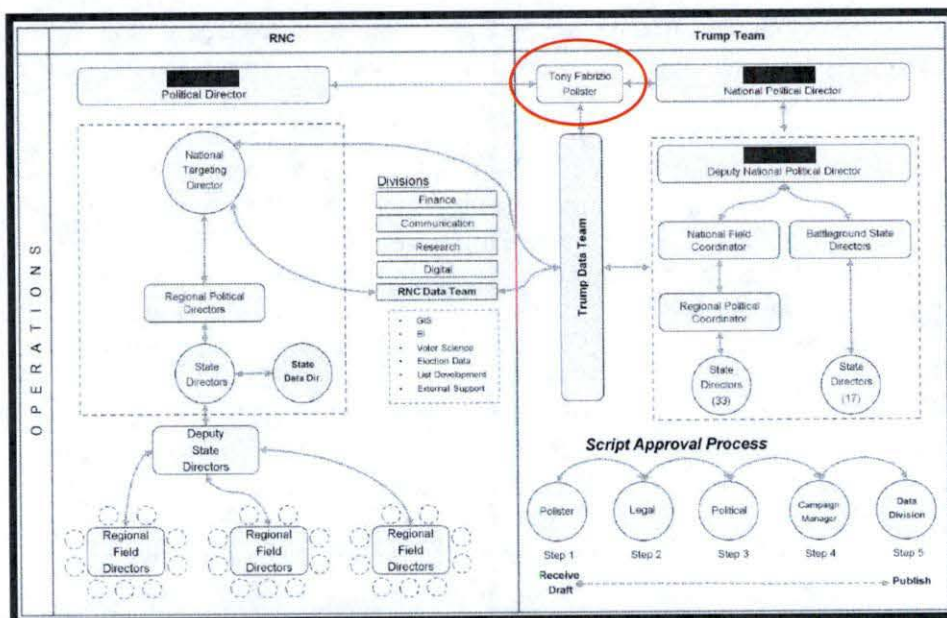 RNC
Trump Team
OPERATIONS
Political Director
Tony Fabrizio
Pollster
National Political Director
National
Targeting
Director
Divisions
Finance
Communication
Research
Digital
RNC Data Team
• GIS
• BI
• Voter Science
• Election Data
• List Development
• External Support
Regional Political
Directors
State
Directors
State
Data Dir.
Deputy
State
Directors
Regional
Field
Directors
Regional
Field
Directors
Regional
Field
Directors
Trump Data Team
Deputy National Political Director
National Field
Coordinator
Battleground State
Directors
Regional Political
Coordinator
State
Directors
(33)
State
Directors
(17)
Script Approval Process
Pollster
Legal
Political
Campaign
Manager
Data
Division
Step 1
Step 2
Step 3
Step 4
Step 5
Receive
Draft
Publish